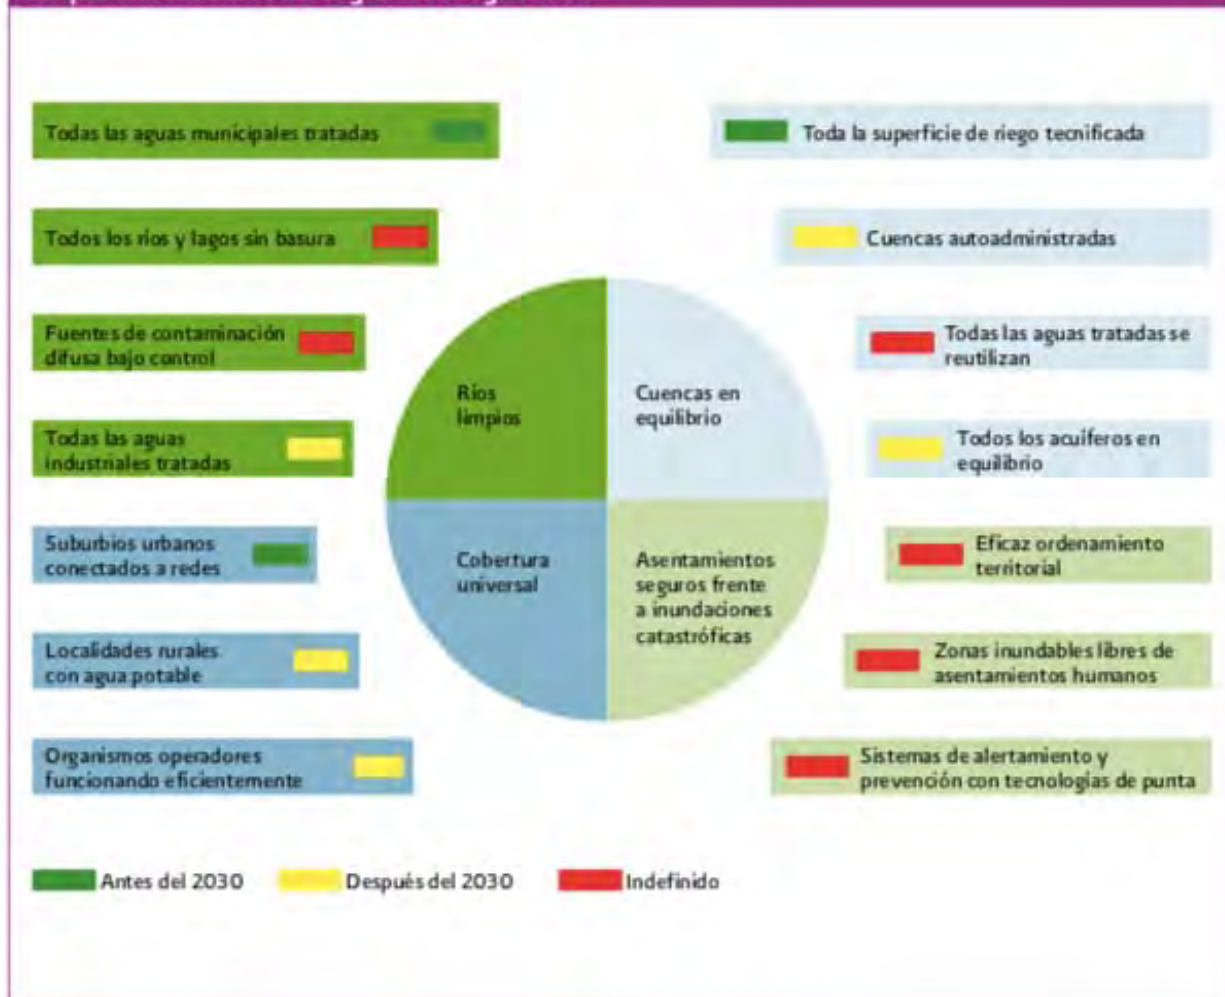 Todas las aguas municipales tratadas
Todos los ríos y lagos sin basura
Fuentes de contaminación
difusa bajo control
Todas las aguas
industriales tratadas
Suburbios urbanos
conectados a redes
Localidades rurales
con agua potable
Organismos operadores
funcionando eficientemente
Ríos
limpios
Cuencas en
equilibrio
Cobertura
universal
Asentamientos
seguros frente
a inundaciones
catastróficas
Toda la superficie de riego tecnificada
Cuencas autoadministradas
Todas las aguas tratadas se
reutilizan
Todos los acuíferos en
equilibrio
Eficaz ordenamiento
territorial
Zonas inundables libres de
asentamientos humanos
Sistemas de alertamiento y
prevención con tecnologías de punta
Antes del 2030
Después del 2030
Indefinido